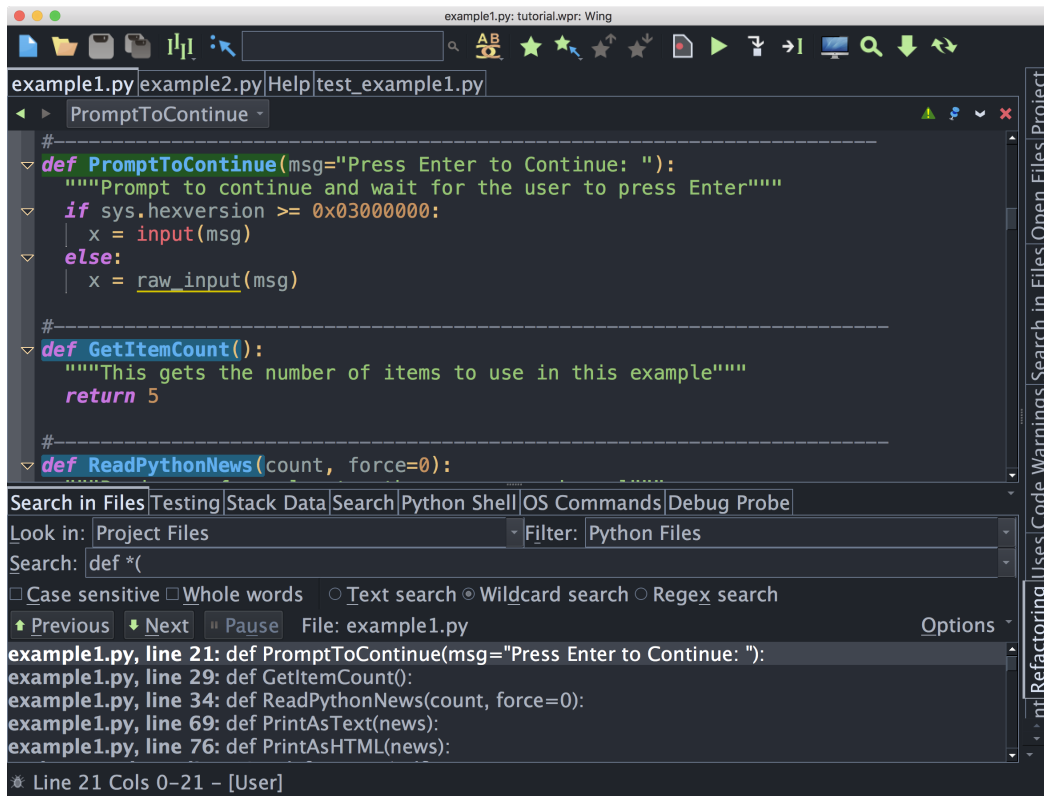 example1.py: tutorial.wpr: Wing
AB
example1.py example2.py Help test_example1.py
PromptToContinue
#----------------------------------------------------------------------
def PromptToContinue(msg="Press Enter to Continue: "):
"""Prompt to continue and wait for the user to press Enter"""
if sys.hexversion >= 0x03000000:
x = input(msg)
else:
x = raw_input(msg)
#-----------------------------------------------------------------------
def GetItemCount():
"""This gets the number of items to use in this example"""
return 5
#-----------------------------------------------------------------------
def ReadPythonNews(count, force=0):
Search in Files Testing Stack Data Search Python Shell OS Commands Debug Probe
Look in: Project Files Filter: Python Files
Search: def *(
Case sensitive Whole words Text search Wildcard search Regex search
Previous Next Pause File: example1.py Options
example1.py, line 21: def PromptToContinue(msg="Press Enter to Continue: "):
example1.py, line 29: def GetItemCount():
example1.py, line 34: def ReadPythonNews(count, force=0):
example1.py, line 69: def PrintAsText(news):
example1.py, line 76: def PrintAsHTML(news):
Line 21 Cols 0-21 – [User]
Project
Open Files
Search in Files
Code Warnings
Uses
Refactoring
nt